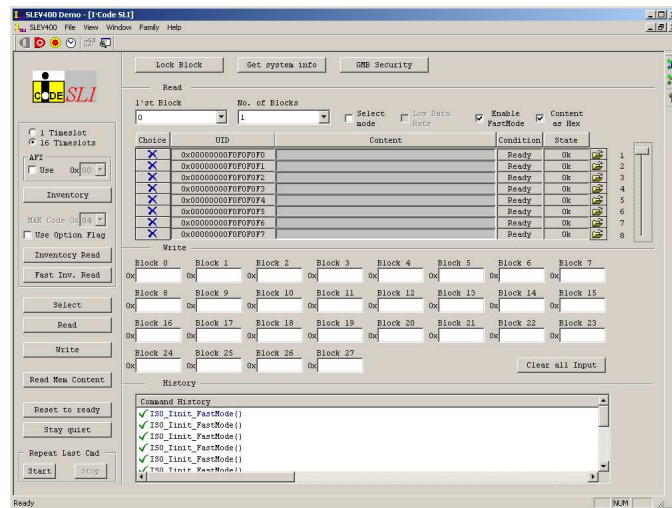 SLEV400 Demo - [I·Code SLI]
SLEV400 File View Window Family Help
I CODE SLI
Lock Block Get system info GMB Security
Read
1'st Block No. of Blocks
0 1 Select mode Low Data Rate Enable FastMode Content as Hex
1 Timeslot
16 Timeslots
AFI
Use 0x 00
Inventory
MAN Code 0x 04
Use Option Flag
Inventory Read
Fast Inv. Read
Select
Read
Write
Read Mem Content
Reset to ready
Stay quiet
Repeat Last Cmd
Start Stop
Choice UID Content Condition State
0x00000000F0F0F0F0 Ready Ok 1
0x00000000F0F0F0F1 Ready Ok 2
0x00000000F0F0F0F2 Ready Ok 3
0x00000000F0F0F0F3 Ready Ok 4
0x00000000F0F0F0F4 Ready Ok 5
0x00000000F0F0F0F5 Ready Ok 6
0x00000000F0F0F0F6 Ready Ok 7
0x00000000F0F0F0F7 Ready Ok 8
Write
Block 0 Block 1 Block 2 Block 3 Block 4 Block 5 Block 6 Block 7
0x 0x 0x 0x 0x 0x 0x 0x
Block 8 Block 9 Block 10 Block 11 Block 12 Block 13 Block 14 Block 15
0x 0x 0x 0x 0x 0x 0x 0x
Block 16 Block 17 Block 18 Block 19 Block 20 Block 21 Block 22 Block 23
0x 0x 0x 0x 0x 0x 0x 0x
Block 24 Block 25 Block 26 Block 27
0x 0x 0x 0x Clear all Input
History
Command History
ISO_Iinit_FastMode()
ISO_Iinit_FastMode()
ISO_Iinit_FastMode()
ISO_Iinit_FastMode()
ISO_Iinit_FastMode()
ISO_Iinit_FastMode()
Ready NUM